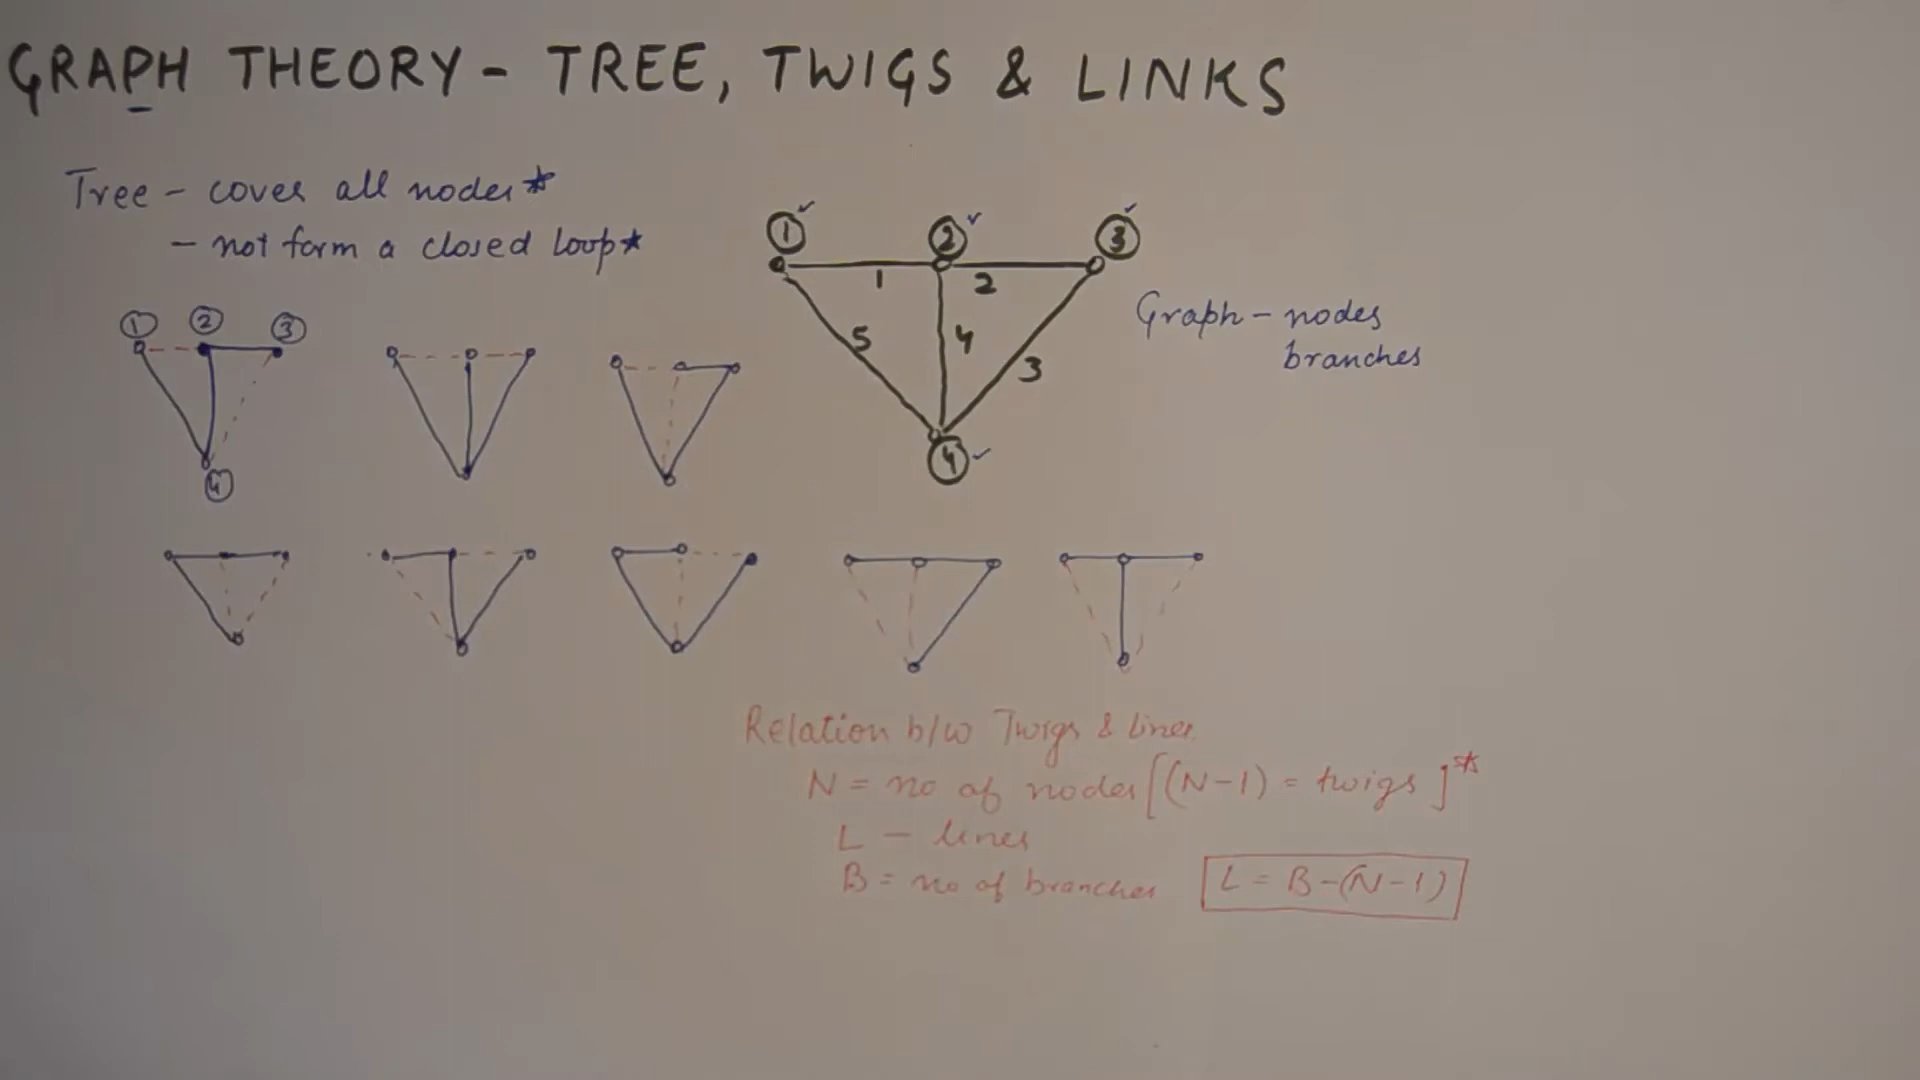 GRAPH THEORY - TREE, TWIGS & LINKS
Tree - coves all nodes*
- not form a closed loop*
1 2 3
1 2
5 4 3
4
Graph - nodes
branches
1 2 3
4
Relation b/w Twigs & Lines
N = no of nodes [(N-1) = twigs]*
L - lines
B = no of branches
L = B-(N-1)